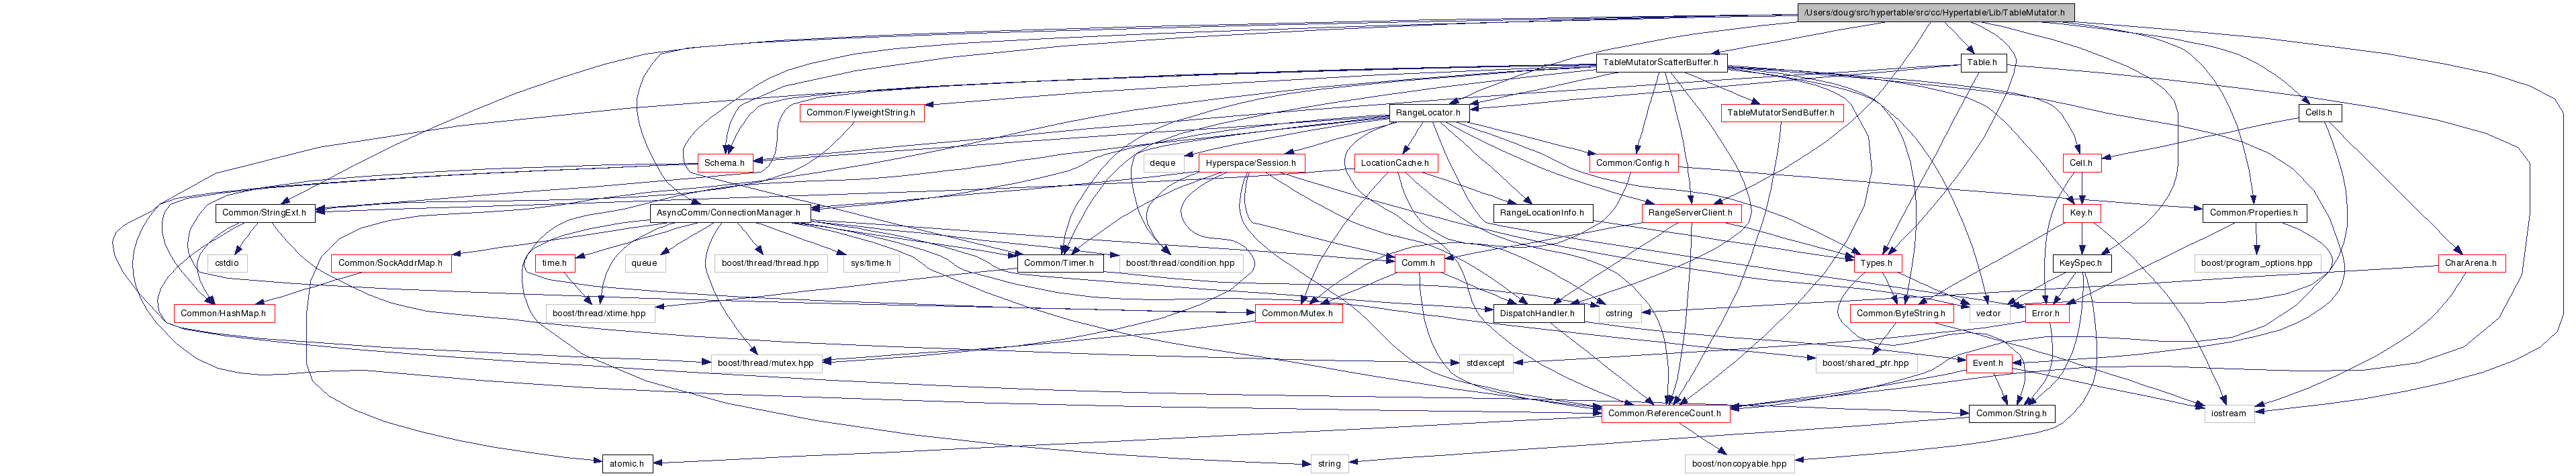 /Users/doug/src/hypertable/src/cc/Hypertable/Lib/TableMutator.h
TableMutatorScatterBuffer.h
Table.h
Common/FlyweightString.h
RangeLocator.h
TableMutatorSendBuffer.h
Cells.h
Schema.h
deque
Hyperspace/Session.h
LocationCache.h
Common/Config.h
Cell.h
Common/StringExt.h
AsyncComm/ConnectionManager.h
RangeLocationInfo.h
RangeServerClient.h
Key.h
Common/Properties.h
cstdio
Common/SockAddrMap.h
time.h
queue
boost/thread/thread.hpp
sys/time.h
Common/Timer.h
boost/thread/condition.hpp
Comm.h
Types.h
KeySpec.h
boost/program_options.hpp
CharArena.h
Common/HashMap.h
boost/thread/xtime.hpp
Common/Mutex.h
cstring
DispatchHandler.h
Common/ByteString.h
vector
Error.h
boost/thread/mutex.hpp
stdexcept
boost/shared_ptr.hpp
Event.h
Common/ReferenceCount.h
Common/String.h
iostream
atomic.h
string
boost/noncopyable.hpp